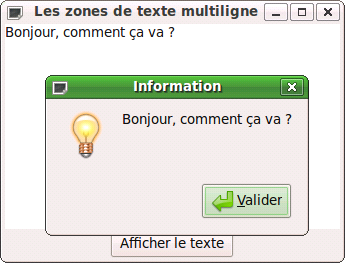 Les zones de texte multiligne
Bonjour, comment ça va ?
Information
Bonjour, comment ça va ?
Valider
Afficher le texte